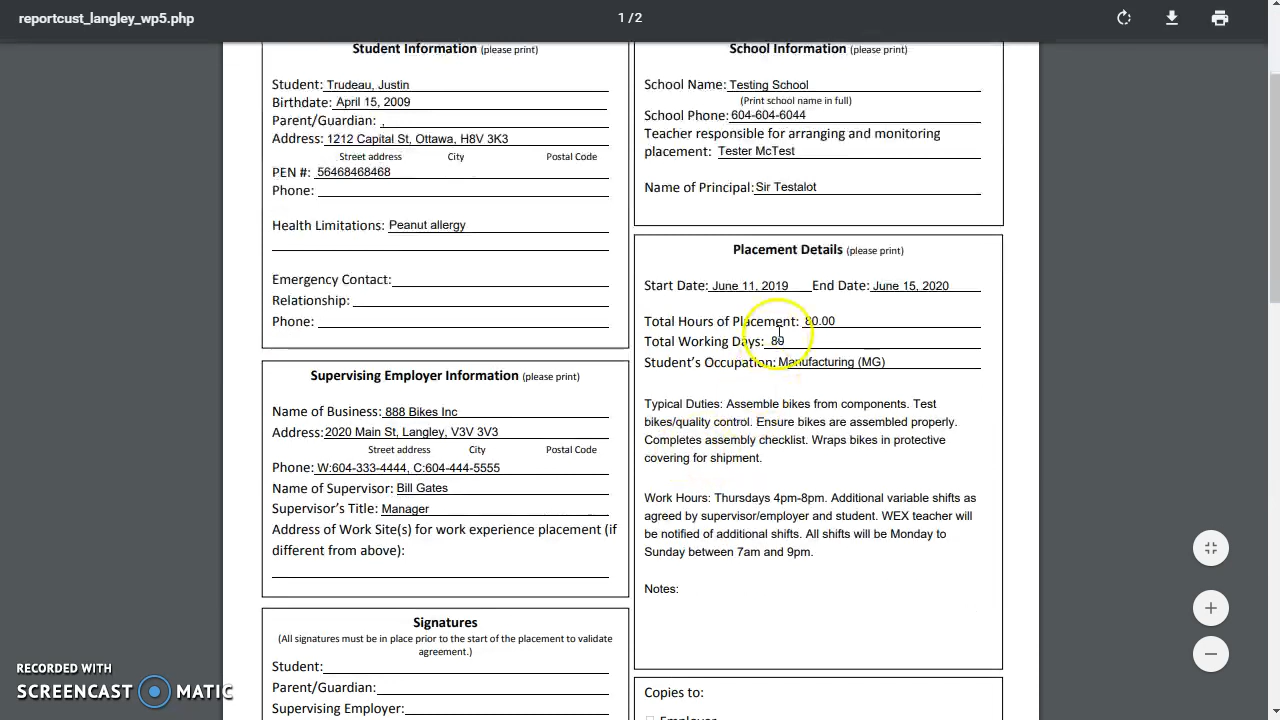 reportcust_langley_wp5.php
1 / 2
Student Information (please print)
Student: Trudeau, Justin
Birthdate: April 15, 2009
Parent/Guardian: ,
Address: 1212 Capital St, Ottawa, H8V 3K3
Street address City Postal Code
PEN #: 56468468468
Phone:
Health Limitations: Peanut allergy
Emergency Contact:
Relationship:
Phone:
Supervising Employer Information (please print)
Name of Business: 888 Bikes Inc
Address: 2020 Main St, Langley, V3V 3V3
Street address City Postal Code
Phone: W:604-333-4444, C:604-444-5555
Name of Supervisor: Bill Gates
Supervisor's Title: Manager
Address of Work Site(s) for work experience placement (if
different from above):
Signatures
(All signatures must be in place prior to the start of the placement to validate
agreement.)
Student:
Parent/Guardian:
Supervising Employer:
School Information (please print)
School Name: Testing School
(Print school name in full)
School Phone: 604-604-6044
Teacher responsible for arranging and monitoring
placement: Tester McTest
Name of Principal: Sir Testalot
Placement Details (please print)
Start Date: June 11, 2019 End Date: June 15, 2020
Total Hours of Placement: 80.00
Total Working Days: 80
Student's Occupation: Manufacturing (MG)
Typical Duties: Assemble bikes from components. Test
bikes/quality control. Ensure bikes are assembled properly.
Completes assembly checklist. Wraps bikes in protective
covering for shipment.
Work Hours: Thursdays 4pm-8pm. Additional variable shifts as
agreed by supervisor/employer and student. WEX teacher will
be notified of additional shifts. All shifts will be Monday to
Sunday between 7am and 9pm.
Notes:
Copies to:
Employer
RECORDED WITH
SCREENCAST MATIC